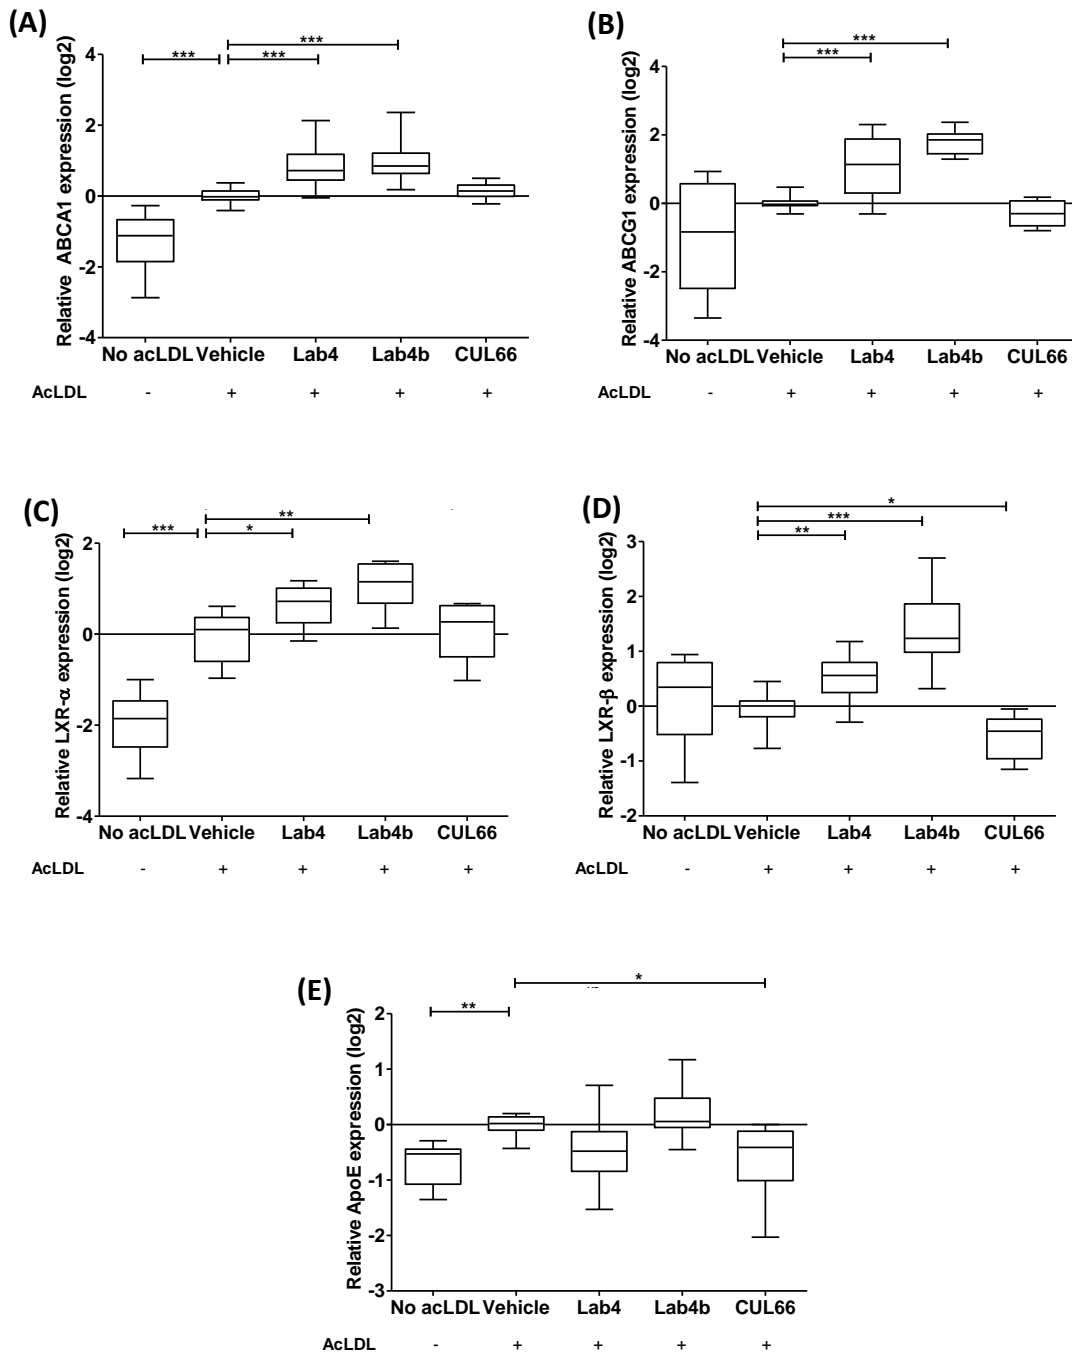 (A)
Relative ABCA1 expression (log2)
***
***
***
4
2
0
-2
-4
No acLDL Vehicle Lab4 Lab4b CUL66
AcLDL - + + + +
(B)
Relative ABCG1 expression (log2)
***
***
4
2
0
-2
-4
No acLDL Vehicle Lab4 Lab4b CUL66
AcLDL - + + + +
(C)
Relative LXR-α expression (log2)
**
***
*
2
0
-2
-4
No acLDL Vehicle Lab4 Lab4b CUL66
AcLDL - + + + +
(D)
Relative LXR-β expression (log2)
*
***
**
3
2
1
0
-1
-2
No acLDL Vehicle Lab4 Lab4b CUL66
AcLDL - + + + +
(E)
Relative ApoE expression (log2)
*
**
2
1
0
-1
-2
-3
No acLDL Vehicle Lab4 Lab4b CUL66
AcLDL - + + + +